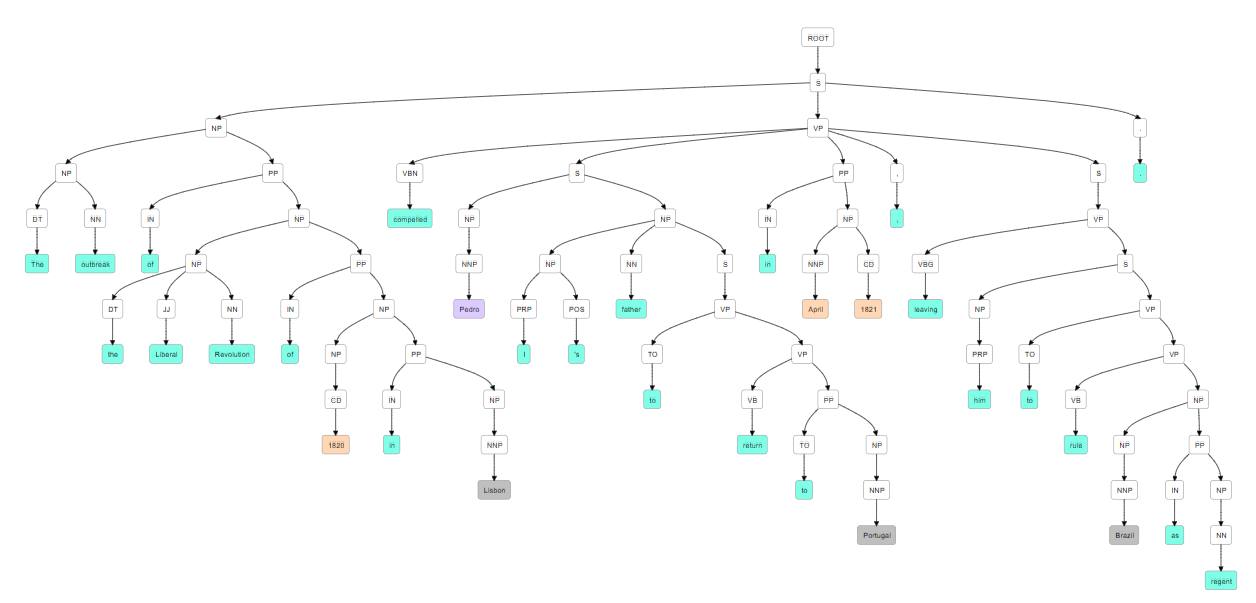 ROOT
S
NP VP .
NP PP VBN S PP , S .
DT NN IN NP compelled NP NP IN NP , VP
The outbreak of NP PP NNP NP NN S in NNP CD VBG S
DT JJ NN IN NP Pedro PRP POS father VP April 1821 leaving NP VP
the Liberal Revolution of NP PP I 's TO VP PRP TO VP
CD IN NP to VB PP him to VB NP
1820 in NNP return TO NP rule NP PP
Lisbon to NNP NNP IN NP
Portugal Brazil as NN
regent